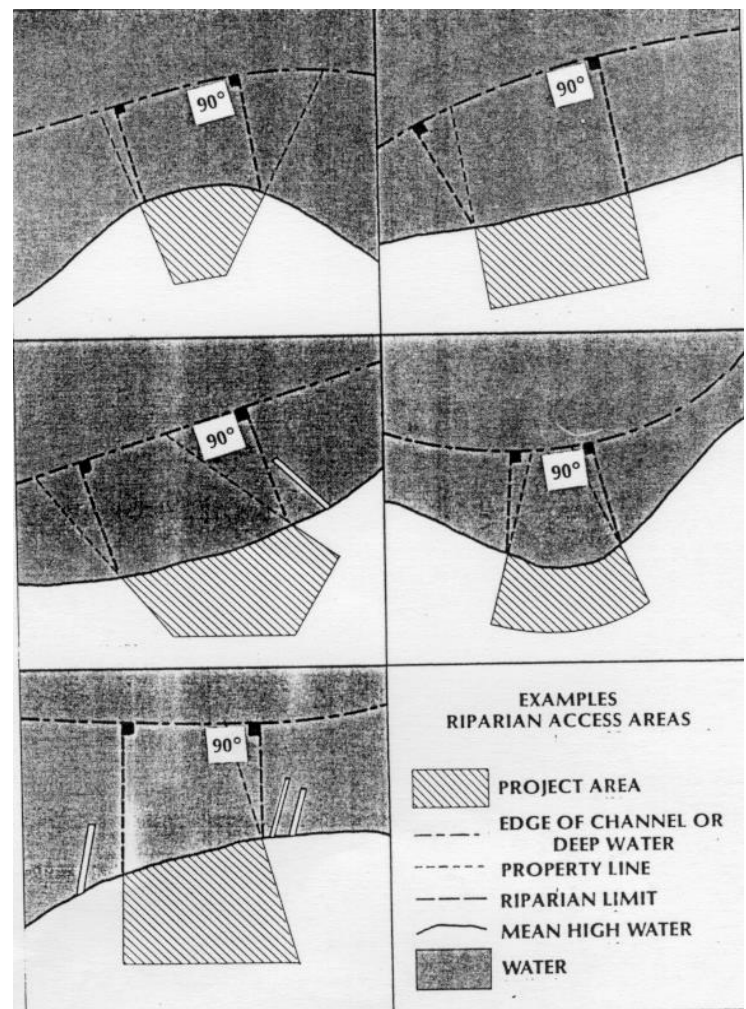 90°
90°
90°
90°
90°
EXAMPLES
RIPARIAN ACCESS AREAS
PROJECT AREA
EDGE OF CHANNEL OR
DEEP WATER
PROPERTY LINE
RIPARIAN LIMIT
MEAN HIGH WATER
WATER